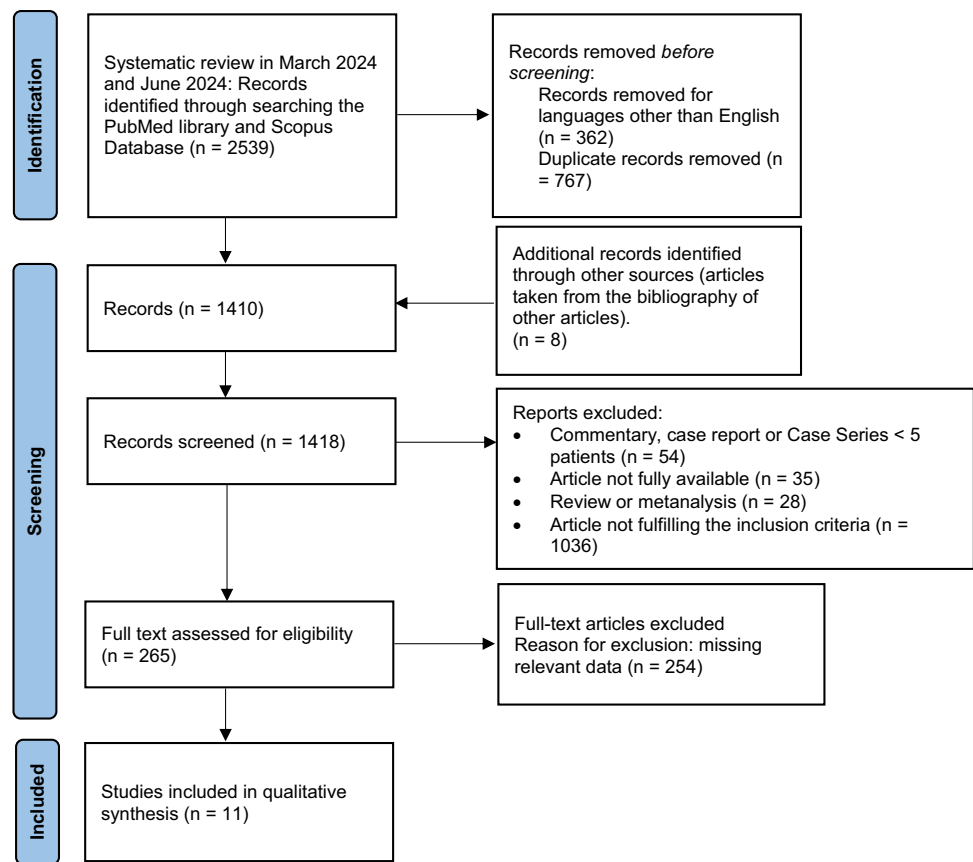 Identification
Systematic review in March 2024
and June 2024: Records
identified through searching the
PubMed library and Scopus
Database (n = 2539)
Records removed before
screening:
Records removed for
languages other than English
(n = 362)
Duplicate records removed (n
= 767)
Screening
Records (n = 1410)
Additional records identified
through other sources (articles
taken from the bibliography of
other articles).
(n = 8)
Records screened (n = 1418)
Reports excluded:
• Commentary, case report or Case Series < 5
patients (n = 54)
• Article not fully available (n = 35)
• Review or metanalysis (n = 28)
• Article not fulfilling the inclusion criteria (n =
1036)
Full text assessed for eligibility
(n = 265)
Full-text articles excluded
Reason for exclusion: missing
relevant data (n = 254)
Included
Studies included in qualitative
synthesis (n = 11)